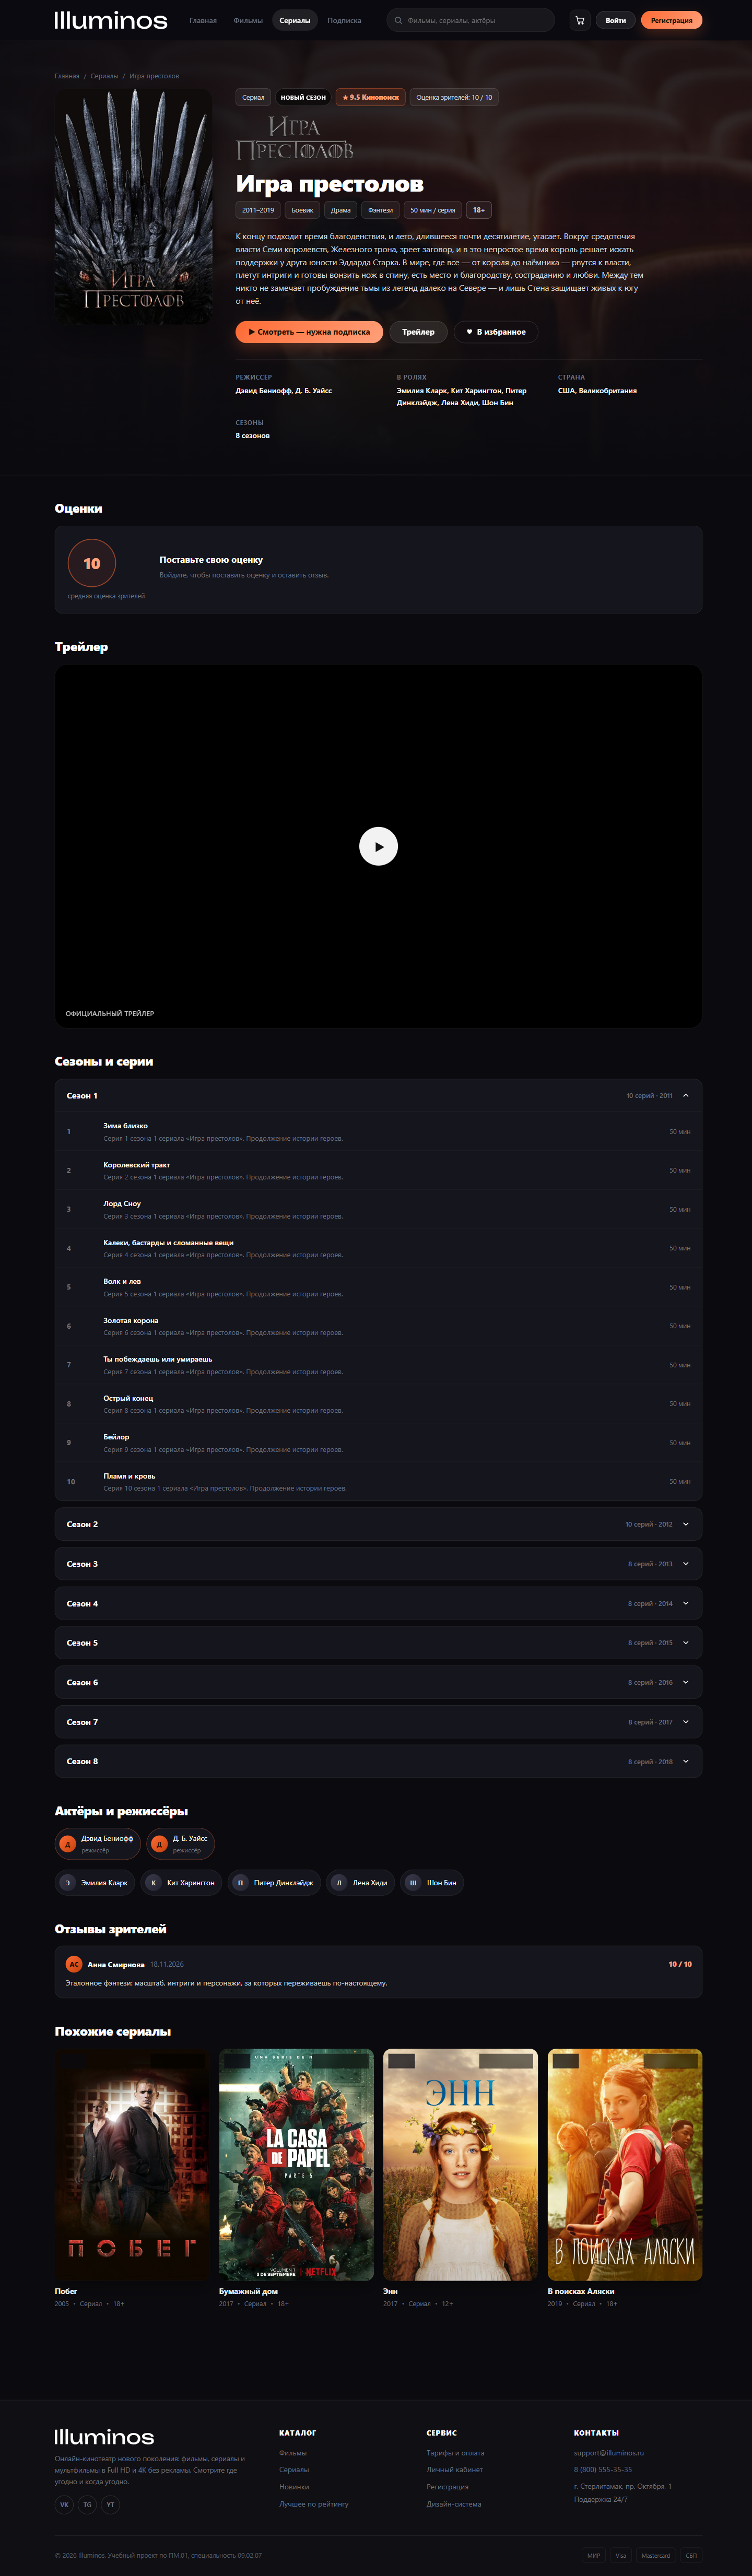 Illuminos
Главная
Фильмы
Сериалы
Подписка
Фильмы, сериалы, актёры
Войти
Регистрация
Главная / Сериалы / Игра престолов
Игра
Престолов
Сериал
НОВЫЙ СЕЗОН
★ 9.5 Кинопоиск
Оценка зрителей: 10 / 10
Игра
Престолов
Игра престолов
2011–2019
Боевик
Драма
Фэнтези
50 мин / серия
18+
К концу подходит время благоденствия, и лето, длившееся почти десятилетие, угасает. Вокруг средоточия
власти Семи королевств, Железного трона, зреет заговор, и в это непростое время король решает искать
поддержки у друга юности Эддарда Старка. В мире, где все — от короля до наёмника — рвутся к власти,
плетут интриги и готовы вонзить нож в спину, есть место и благородству, состраданию и любви. Между тем
никто не замечает пробуждение тьмы из легенд далеко на Севере — и лишь Стена защищает живых к югу
от неё.
▶ Смотреть — нужна подписка
Трейлер
♥ В избранное
РЕЖИССЁР
Дэвид Бениофф, Д. Б. Уайсс
В РОЛЯХ
Эмилия Кларк, Кит Харингтон, Питер
Динклэйдж, Лена Хиди, Шон Бин
СТРАНА
США, Великобритания
СЕЗОНЫ
8 сезонов
Оценки
10
средняя оценка зрителей
Поставьте свою оценку
Войдите, чтобы поставить оценку и оставить отзыв.
Трейлер
ОФИЦИАЛЬНЫЙ ТРЕЙЛЕР
Сезоны и серии
Сезон 1
10 серий · 2011
1
Зима близко
Серия 1 сезона 1 сериала «Игра престолов». Продолжение истории героев.
50 мин
2
Королевский тракт
Серия 2 сезона 1 сериала «Игра престолов». Продолжение истории героев.
50 мин
3
Лорд Сноу
Серия 3 сезона 1 сериала «Игра престолов». Продолжение истории героев.
50 мин
4
Калеки, бастарды и сломанные вещи
Серия 4 сезона 1 сериала «Игра престолов». Продолжение истории героев.
50 мин
5
Волк и лев
Серия 5 сезона 1 сериала «Игра престолов». Продолжение истории героев.
50 мин
6
Золотая корона
Серия 6 сезона 1 сериала «Игра престолов». Продолжение истории героев.
50 мин
7
Ты побеждаешь или умираешь
Серия 7 сезона 1 сериала «Игра престолов». Продолжение истории героев.
50 мин
8
Острый конец
Серия 8 сезона 1 сериала «Игра престолов». Продолжение истории героев.
50 мин
9
Бейлор
Серия 9 сезона 1 сериала «Игра престолов». Продолжение истории героев.
50 мин
10
Пламя и кровь
Серия 10 сезона 1 сериала «Игра престолов». Продолжение истории героев.
50 мин
Сезон 2
10 серий · 2012
Сезон 3
8 серий · 2013
Сезон 4
8 серий · 2014
Сезон 5
8 серий · 2015
Сезон 6
8 серий · 2016
Сезон 7
8 серий · 2017
Сезон 8
8 серий · 2018
Актёры и режиссёры
Д
Дэвид Бениофф
режиссёр
Д
Д. Б. Уайсс
режиссёр
Э
Эмилия Кларк
К
Кит Харингтон
П
Питер Динклэйдж
Л
Лена Хиди
Ш
Шон Бин
Отзывы зрителей
АС
Анна Смирнова
18.11.2026
10 / 10
Эталонное фэнтези: масштаб, интриги и персонажи, за которых переживаешь по-настоящему.
Похожие сериалы
ПОБЕГ
Побег
2005 • Сериал • 18+
LA CASA
DE PAPEL
PARTE 5
VOLUMEN 1
3 DE SEPTIEMBRE
NETFLIX
Бумажный дом
2017 • Сериал • 18+
ЭНН
Энн
2017 • Сериал • 12+
В ПОИСКАХ АЛЯСКИ
В поисках Аляски
2019 • Сериал • 18+
Illuminos
Онлайн-кинотеатр нового поколения: фильмы, сериалы и
мультфильмы в Full HD и 4K без рекламы. Смотрите где
угодно и когда угодно.
VK
TG
YT
КАТАЛОГ
Фильмы
Сериалы
Новинки
Лучшее по рейтингу
СЕРВИС
Тарифы и оплата
Личный кабинет
Регистрация
Дизайн-система
КОНТАКТЫ
support@illuminos.ru
8 (800) 555-35-35
г. Стерлитамак, пр. Октября, 1
Поддержка 24/7
© 2026 Illuminos. Учебный проект по ПМ.01, специальность 09.02.07
МИР
Visa
Mastercard
СБП